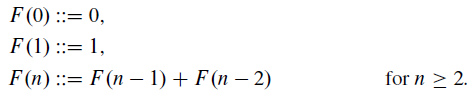 F(0) ::= 0,
F(1) ::= 1,
F(n) ::= F(n − 1) + F(n − 2) for n ≥ 2.